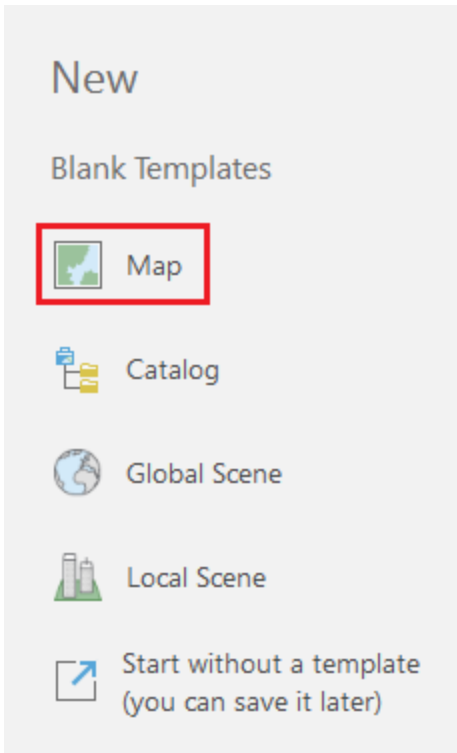 New
Blank Templates
Map
Catalog
Global Scene
Local Scene
Start without a template
(you can save it later)